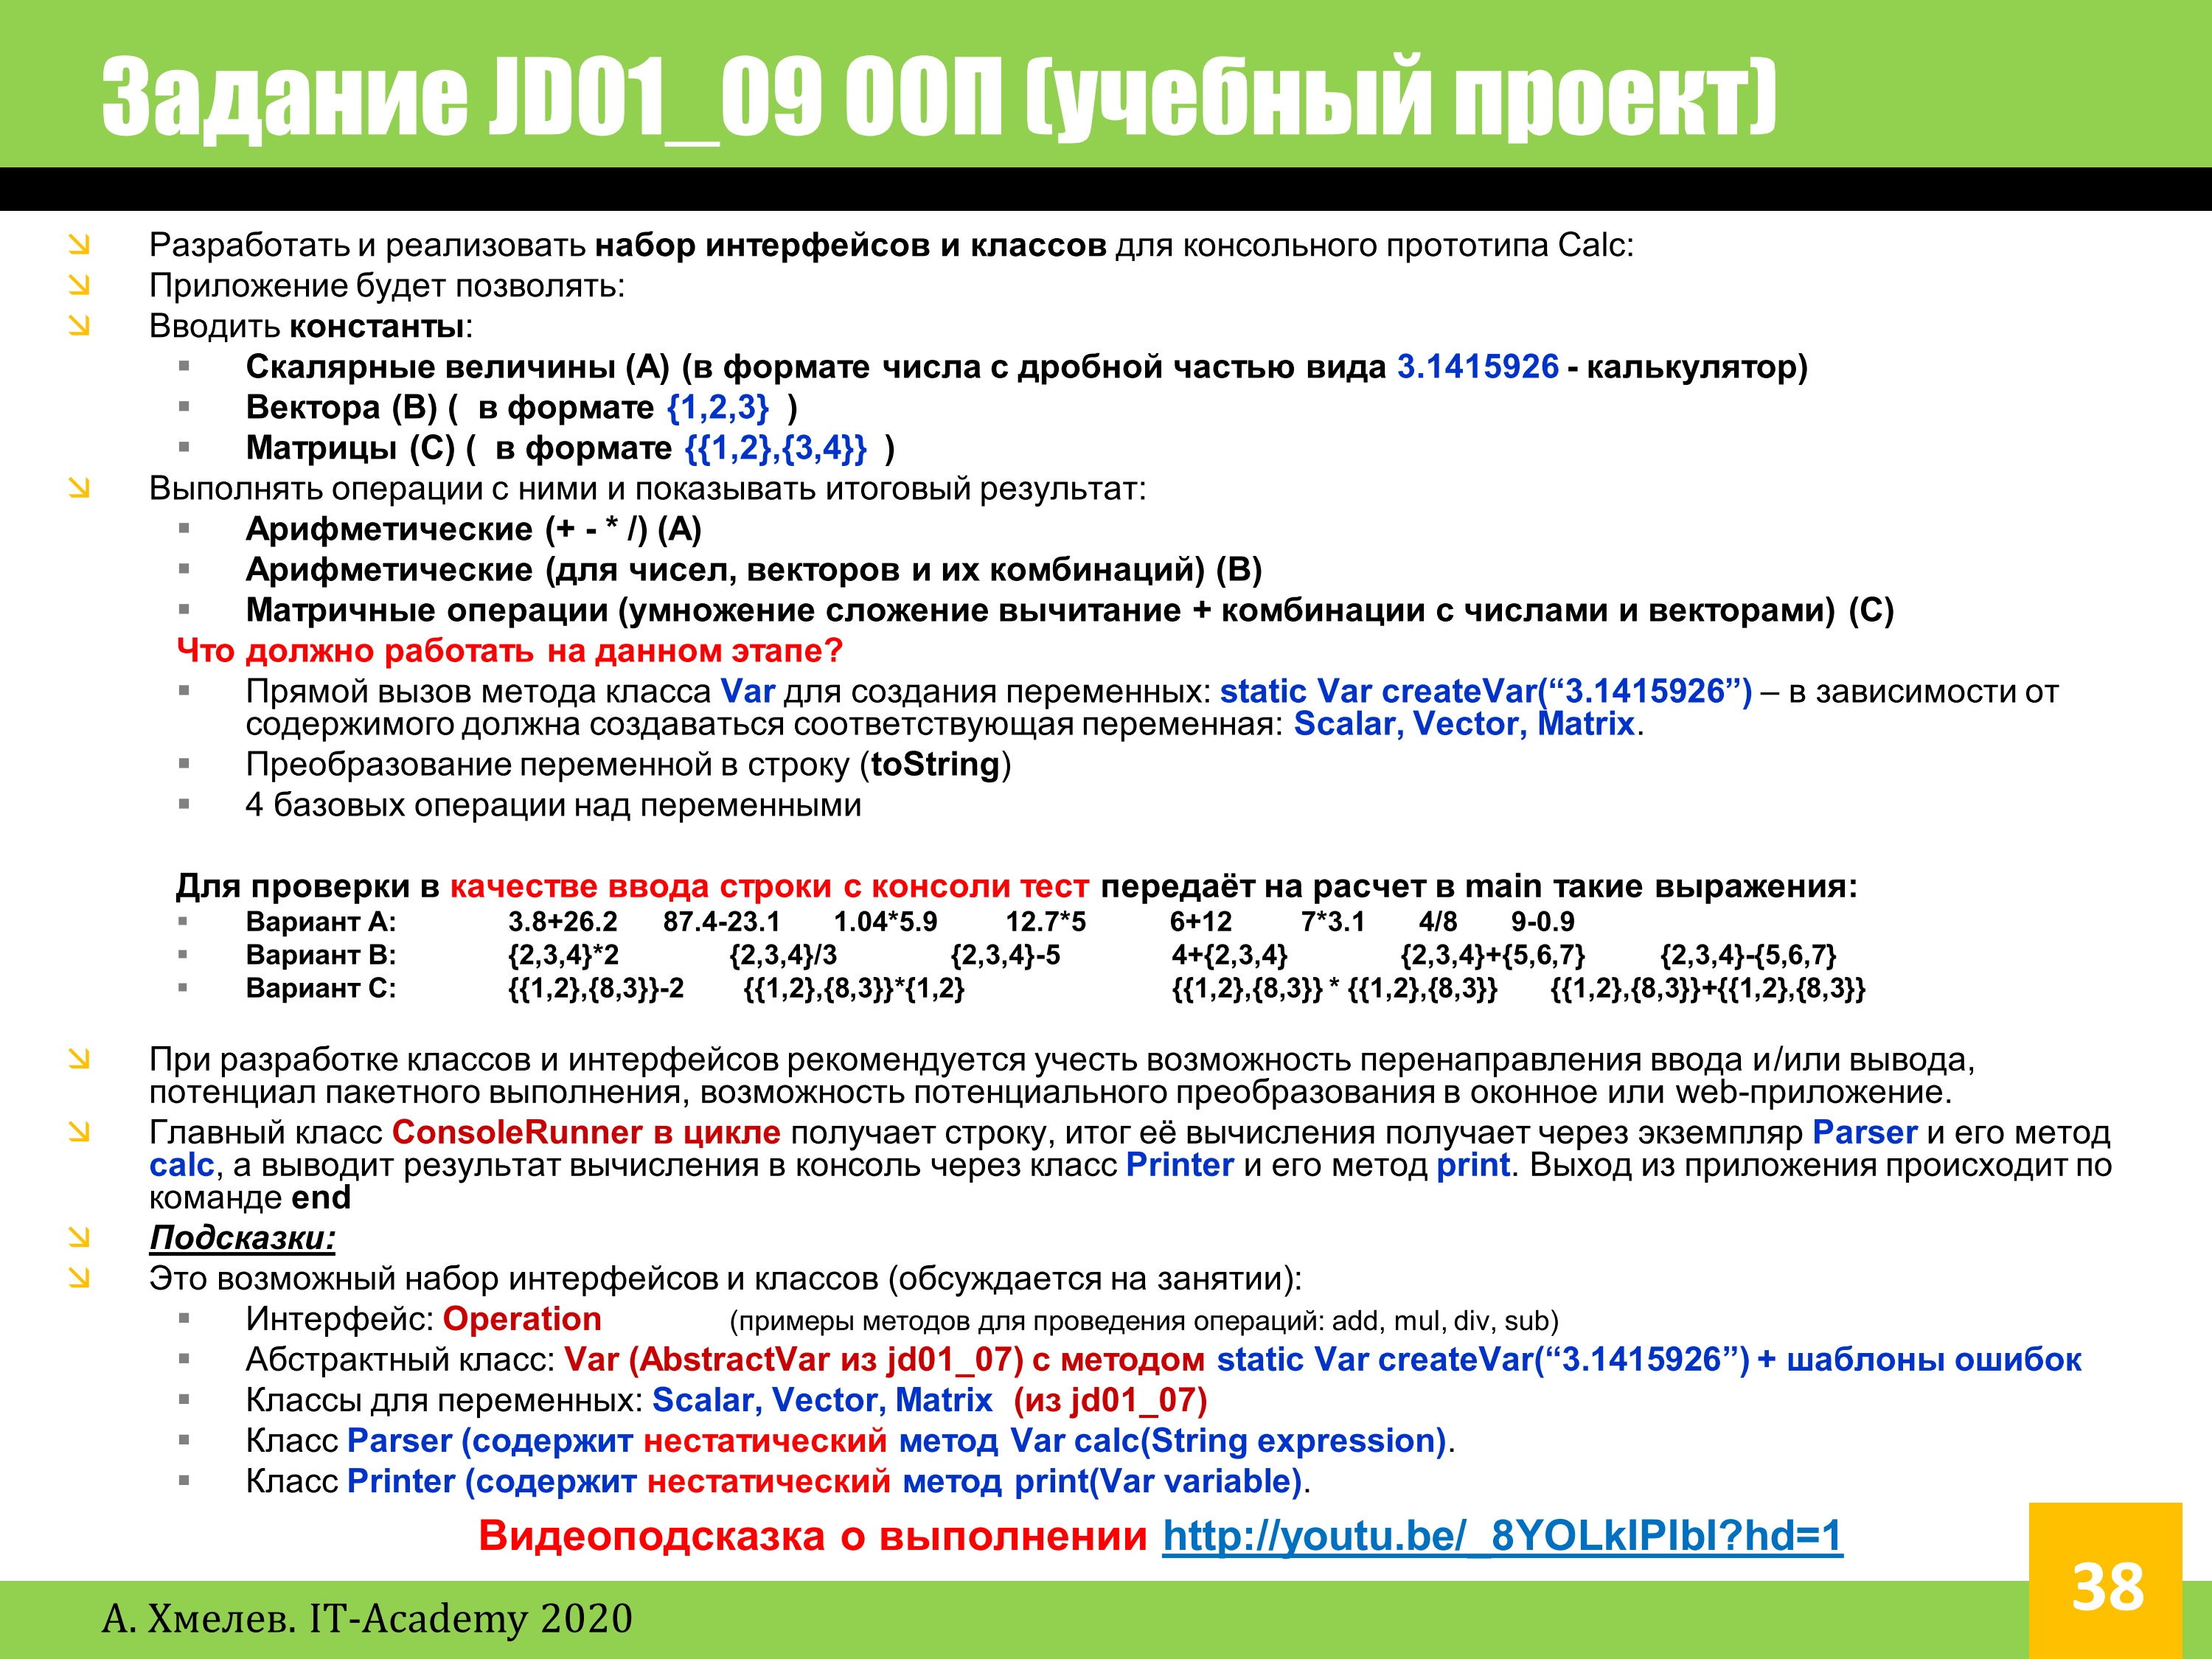 Задание JD01_09 ООП (учебный проект)
Разработать и реализовать набор интерфейсов и классов для консольного прототипа Calc:
Приложение будет позволять:
Вводить константы:
Скалярные величины (A) (в формате числа с дробной частью вида 3.1415926 - калькулятор)
Вектора (B) ( в формате {1,2,3} )
Матрицы (C) ( в формате {{1,2},{3,4}} )
Выполнять операции с ними и показывать итоговый результат:
Арифметические (+ - * /) (A)
Арифметические (для чисел, векторов и их комбинаций) (B)
Матричные операции (умножение сложение вычитание + комбинации с числами и векторами) (C)
Что должно работать на данном этапе?
Прямой вызов метода класса Var для создания переменных: static Var createVar(“3.1415926”) – в зависимости от
содержимого должна создаваться соответствующая переменная: Scalar, Vector, Matrix.
Преобразование переменной в строку (toString)
4 базовых операции над переменными
Для проверки в качестве ввода строки с консоли тест передаёт на расчет в main такие выражения:
Вариант A: 3.8+26.2 87.4-23.1 1.04*5.9 12.7*5 6+12 7*3.1 4/8 9-0.9
Вариант B: {2,3,4}*2 {2,3,4}/3 {2,3,4}-5 4+{2,3,4} {2,3,4}+{5,6,7} {2,3,4}-{5,6,7}
Вариант C: {{1,2},{8,3}}-2 {{1,2},{8,3}}*{1,2} {{1,2},{8,3}} * {{1,2},{8,3}} {{1,2},{8,3}}+{{1,2},{8,3}}
При разработке классов и интерфейсов рекомендуется учесть возможность перенаправления ввода и/или вывода,
потенциал пакетного выполнения, возможность потенциального преобразования в оконное или web-приложение.
Главный класс ConsoleRunner в цикле получает строку, итог её вычисления получает через экземпляр Parser и его метод
calc, а выводит результат вычисления в консоль через класс Printer и его метод print. Выход из приложения происходит по
команде end
Подсказки:
Это возможный набор интерфейсов и классов (обсуждается на занятии):
Интерфейс: Operation (примеры методов для проведения операций: add, mul, div, sub)
Абстрактный класс: Var (AbstractVar из jd01_07) с методом static Var createVar(“3.1415926”) + шаблоны ошибок
Классы для переменных: Scalar, Vector, Matrix (из jd01_07)
Класс Parser (содержит нестатический метод Var calc(String expression).
Класс Printer (содержит нестатический метод print(Var variable).
Видеоподсказка о выполнении http://youtu.be/_8YOLkIPlbI?hd=1
А. Хмелев. IT-Academy 2020
38